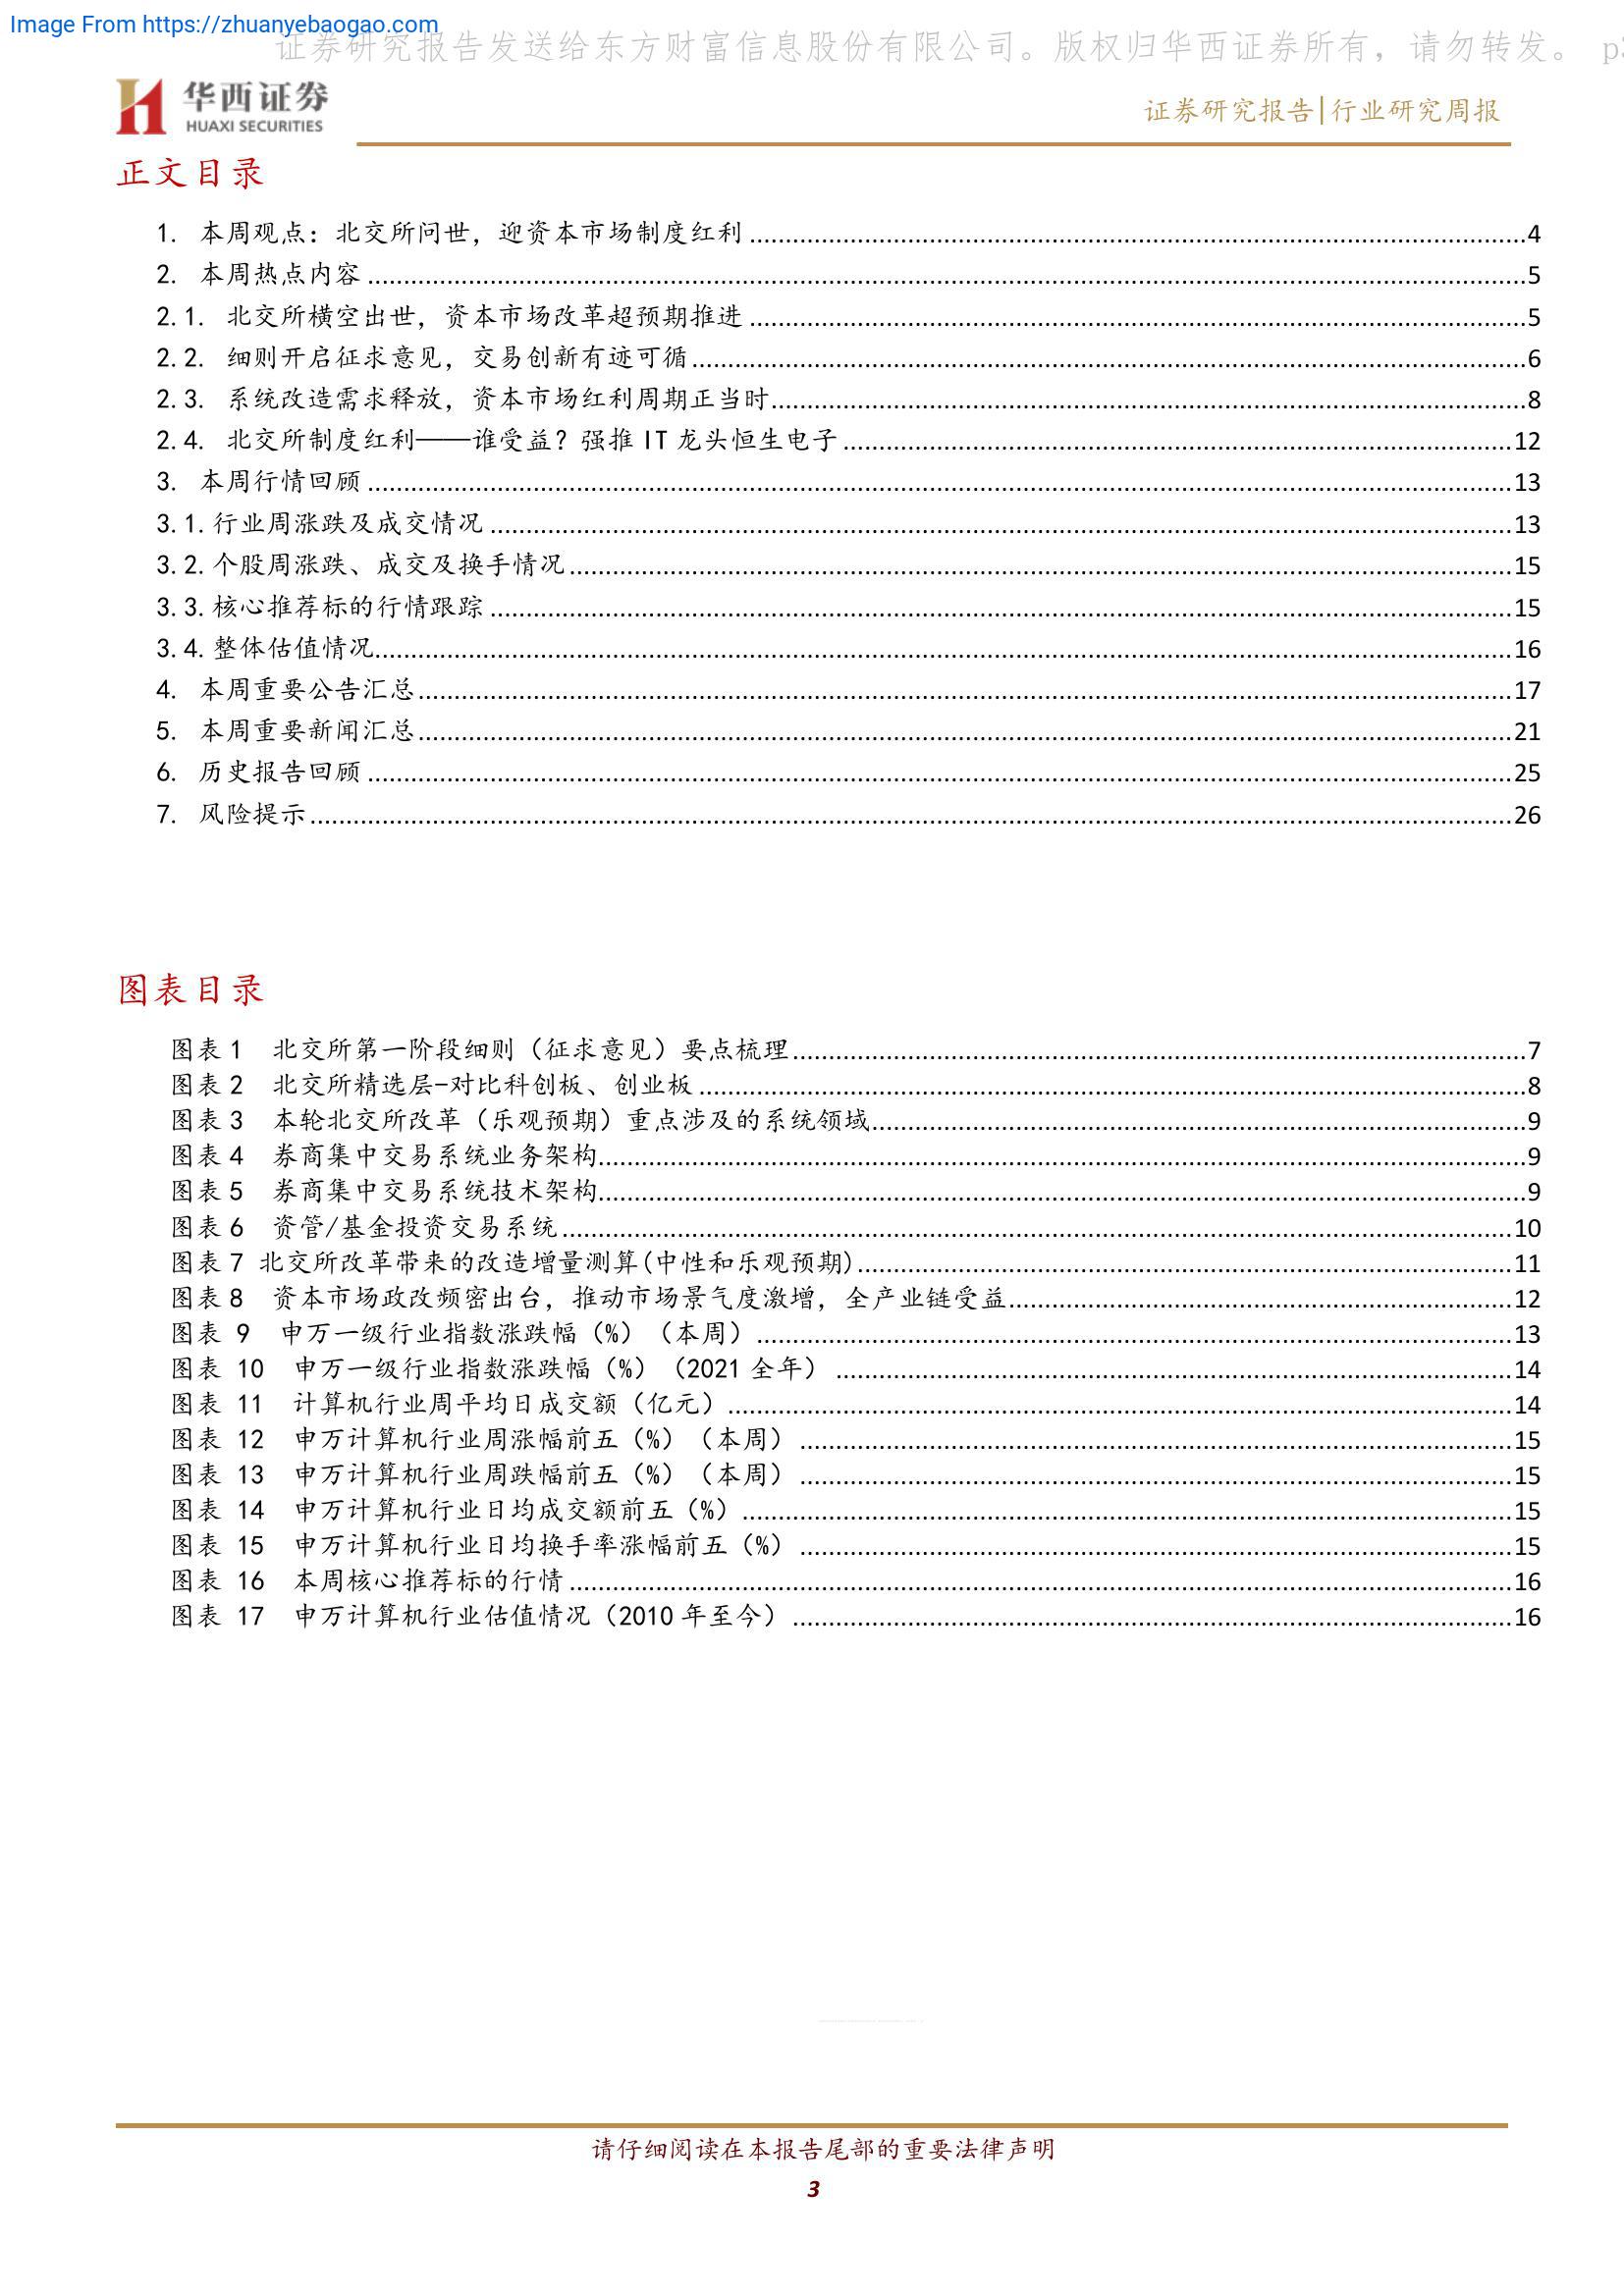 Image From https://zhuanyebaogao.com
证券研究报告发送给东方财富信息股份有限公司。版权归华西证券所有，请勿转发。 p3
华西证券
HUAXI SECURITIES
证券研究报告|行业研究周报
正文目录
1. 本周观点：北交所问世，迎资本市场制度红利 4
2. 本周热点内容 5
2.1. 北交所横空出世，资本市场改革超预期推进 5
2.2. 细则开启征求意见，交易创新有迹可循 6
2.3. 系统改造需求释放，资本市场红利周期正当时 8
2.4. 北交所制度红利——谁受益？强推 IT 龙头恒生电子 12
3. 本周行情回顾 13
3.1.行业周涨跌及成交情况 13
3.2.个股周涨跌、成交及换手情况 15
3.3.核心推荐标的行情跟踪 15
3.4.整体估值情况 16
4. 本周重要公告汇总 17
5. 本周重要新闻汇总 21
6. 历史报告回顾 25
7. 风险提示 26
图表目录
图表 1 北交所第一阶段细则（征求意见）要点梳理 7
图表 2 北交所精选层-对比科创板、创业板 8
图表 3 本轮北交所改革（乐观预期）重点涉及的系统领域 9
图表 4 券商集中交易系统业务架构 9
图表 5 券商集中交易系统技术架构 9
图表 6 资管/基金投资交易系统 10
图表 7 北交所改革带来的改造增量测算(中性和乐观预期) 11
图表 8 资本市场政改频密出台，推动市场景气度激增，全产业链受益 12
图表 9 申万一级行业指数涨跌幅（%）（本周） 13
图表 10 申万一级行业指数涨跌幅（%）（2021 全年） 14
图表 11 计算机行业周平均日成交额（亿元） 14
图表 12 申万计算机行业周涨幅前五（%）（本周） 15
图表 13 申万计算机行业周跌幅前五（%）（本周） 15
图表 14 申万计算机行业日均成交额前五（%） 15
图表 15 申万计算机行业日均换手率涨幅前五（%） 15
图表 16 本周核心推荐标的行情 16
图表 17 申万计算机行业估值情况（2010 年至今） 16
请仔细阅读在本报告尾部的重要法律声明
3